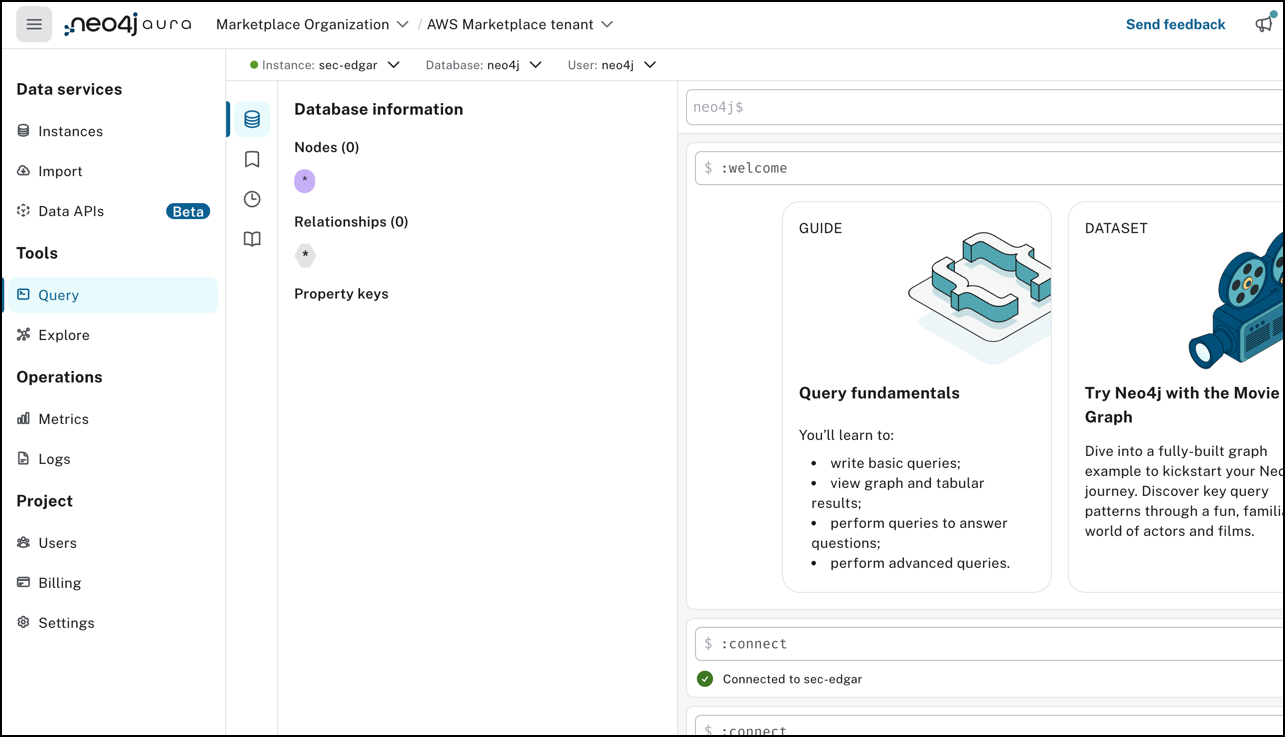 neo4j aura
Marketplace Organization / AWS Marketplace tenant
Send feedback
Instance: sec-edgar
Database: neo4j
User: neo4j
Data services
Instances
Import
Data APIs Beta
Tools
Query
Explore
Operations
Metrics
Logs
Project
Users
Billing
Settings
Database information
Nodes (0)
*
Relationships (0)
*
Property keys
neo4j$
$ :welcome
GUIDE
Query fundamentals
You'll learn to:
• write basic queries;
• view graph and tabular
results;
• perform queries to answer
questions;
• perform advanced queries.
DATASET
Try Neo4j with the Movie
Graph
Dive into a fully-built graph
example to kickstart your Neo
journey. Discover key query
patterns through a fun, famili
world of actors and films.
$ :connect
Connected to sec-edgar
$ :connect